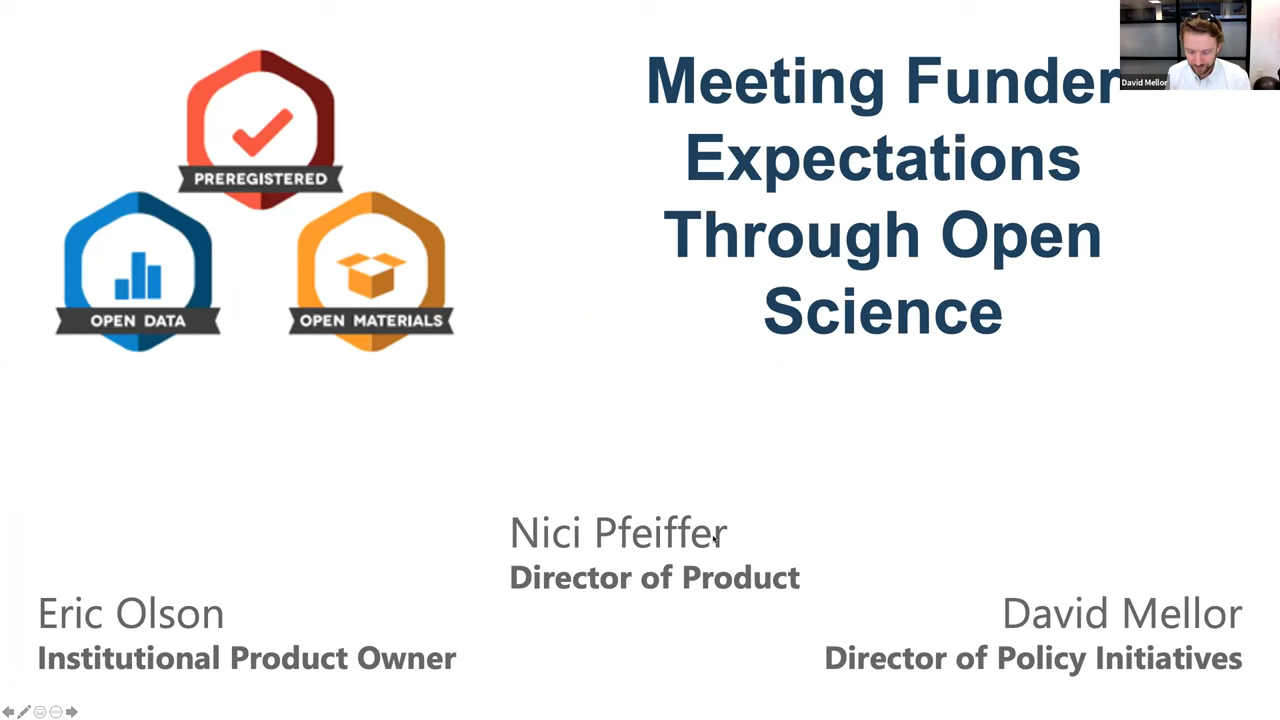 Meeting Funder
Expectations
Through Open
Science
David Mellor
PREREGISTERED
OPEN DATA
OPEN MATERIALS
Nici Pfeiffer
Director of Product
Eric Olson
Institutional Product Owner
David Mellor
Director of Policy Initiatives